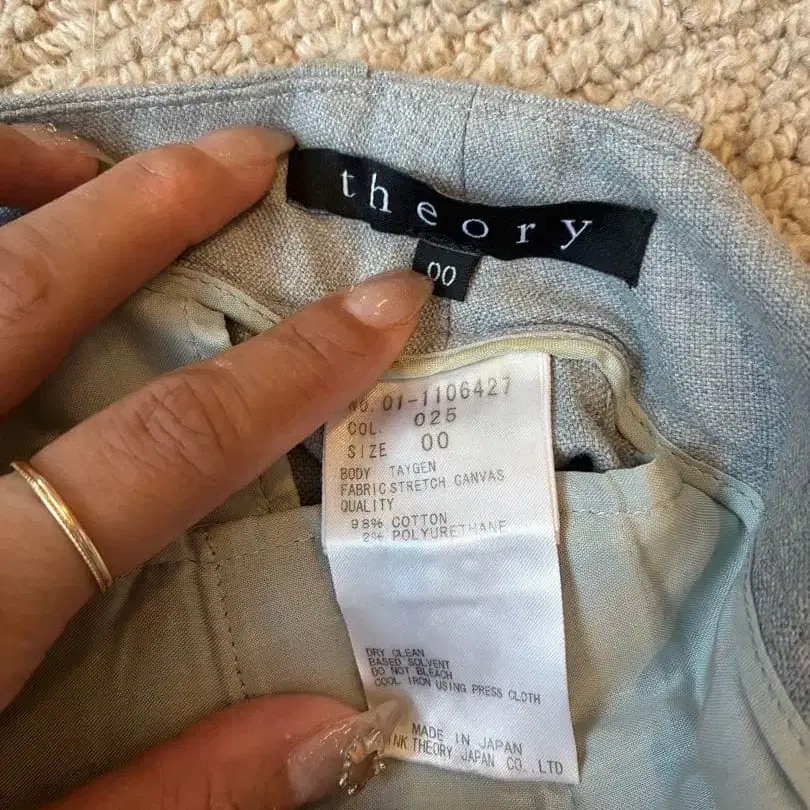 theory
00
NO. 01-1106427
COL. 025
SIZE 00
BODY TAYGEN
FABRIC STRETCH CANVAS
QUALITY
98% COTTON
2% POLYURETHANE
DRY CLEAN
BASED SOLVENT
DO NOT BLEACH
COOL IRON USING PRESS CLOTH
MADE IN JAPAN
THEORY JAPAN CO.,LTD